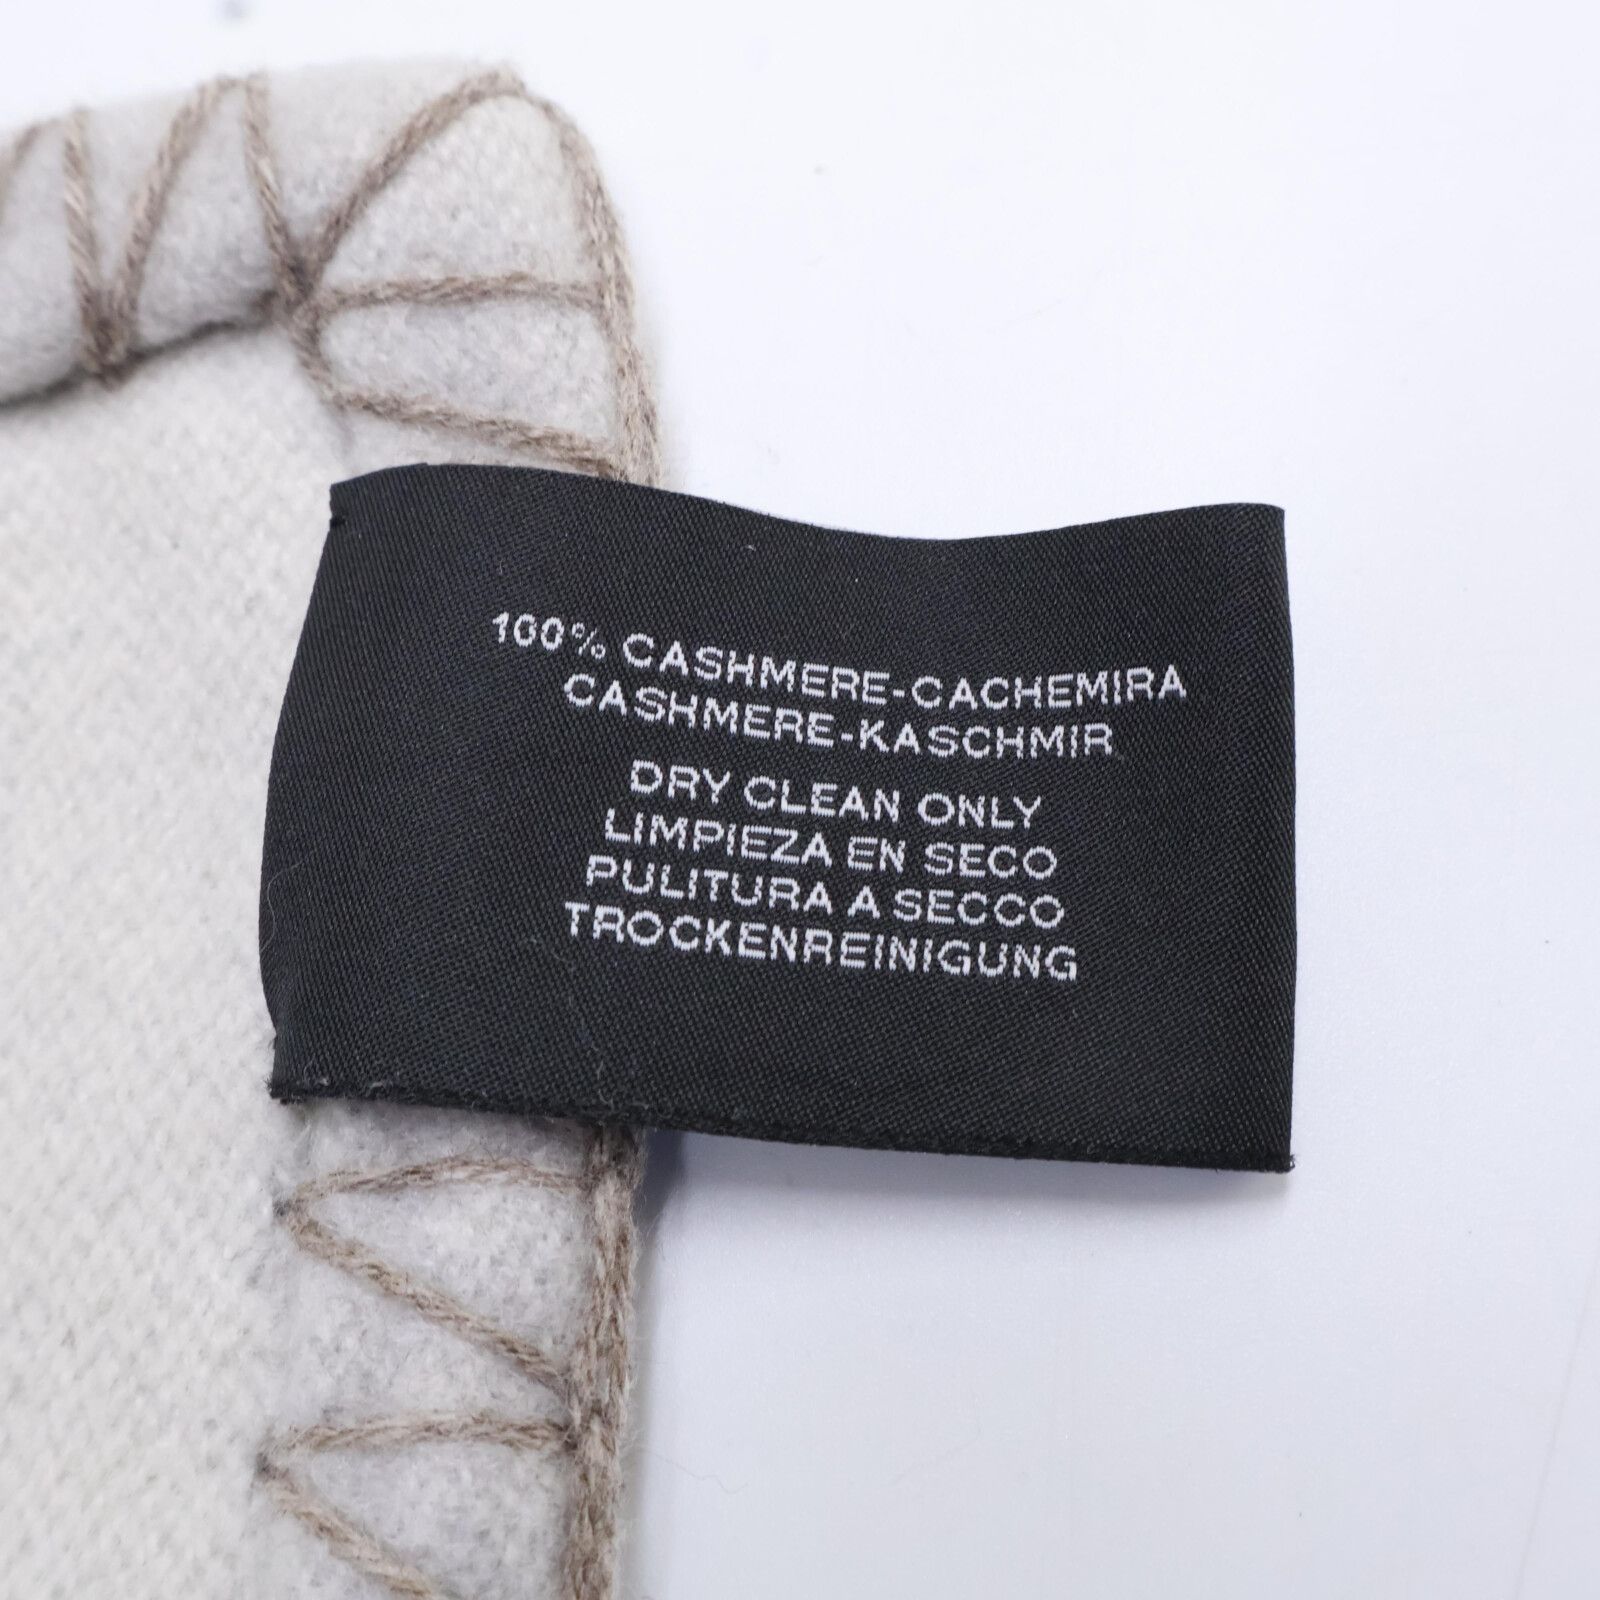 100% CASHMERE-CACHEMIRA
CASHMERE-KASCHMIR
DRY CLEAN ONLY
LIMPIEZA EN SECO
PULITURA A SECCO
TROCKENREINIGUNG